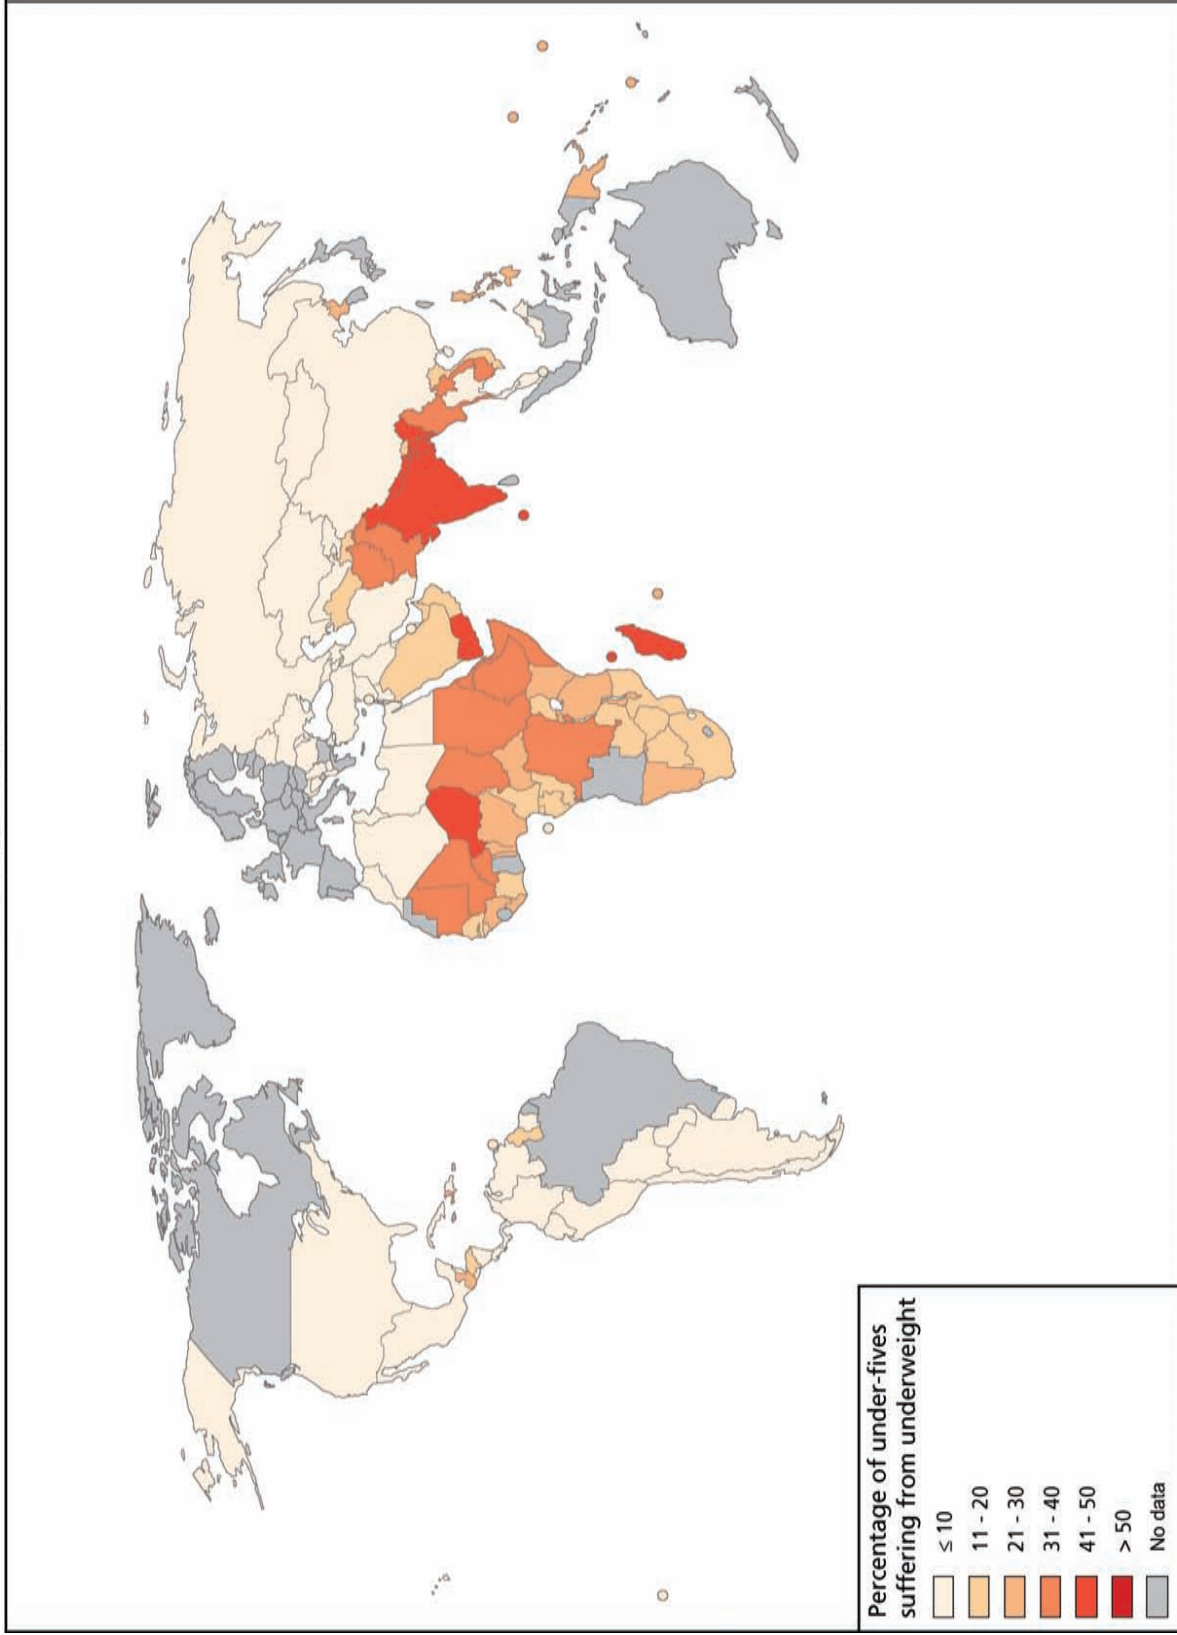 Percentage of under-fives
suffering from underweight
≤ 10
11 - 20
21 - 30
31 - 40
41 - 50
> 50
No data